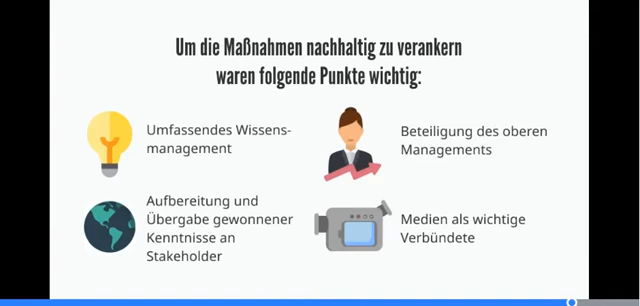 Um die Maßnahmen nachhaltig zu verankern
waren folgende Punkte wichtig:
Umfassendes Wissens-
management
Beteiligung des oberen
Managements
Aufbereitung und
Übergabe gewonnener
Kenntnisse an
Stakeholder
Medien als wichtige
Verbündete